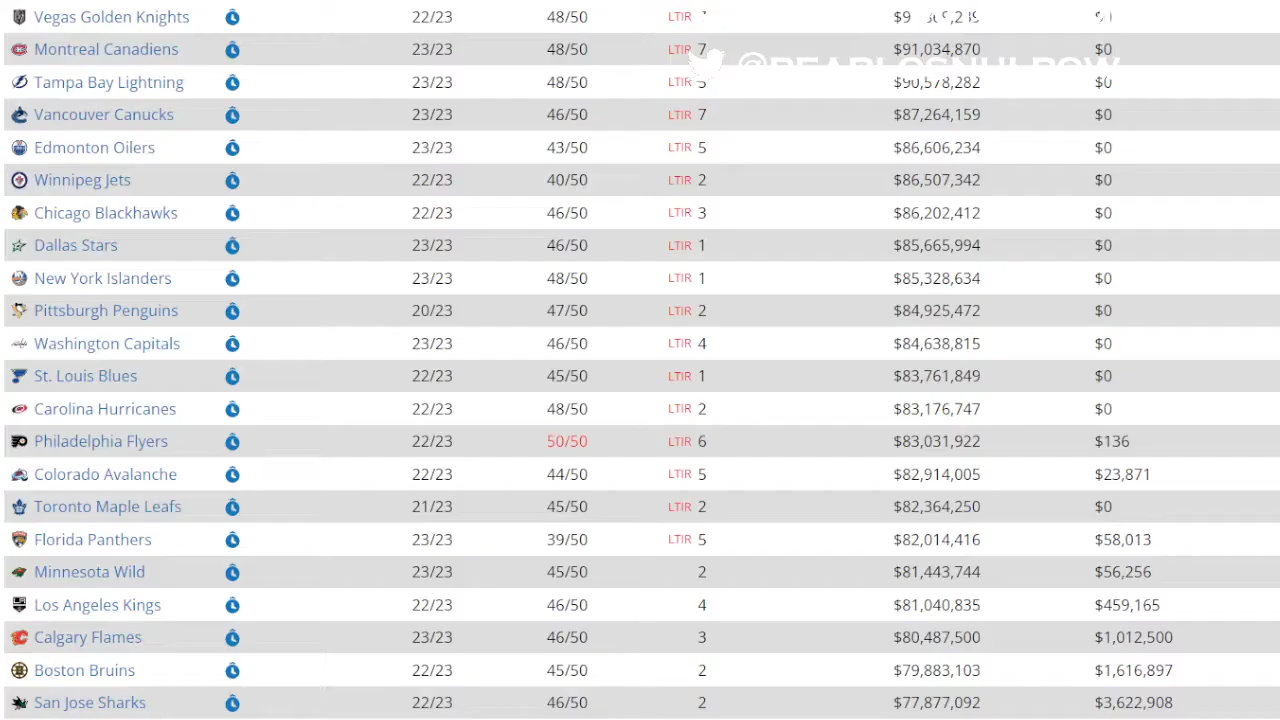 Vegas Golden Knights 22/23 48/50 LTIR
Montreal Canadiens 23/23 48/50 LTIR 7 $91,034,870 $0
Tampa Bay Lightning 23/23 48/50 LTIR 5 $90,578,282 $0
Vancouver Canucks 23/23 46/50 LTIR 7 $87,264,159 $0
Edmonton Oilers 23/23 43/50 LTIR 5 $86,606,234 $0
Winnipeg Jets 22/23 40/50 LTIR 2 $86,507,342 $0
Chicago Blackhawks 22/23 46/50 LTIR 3 $86,202,412 $0
Dallas Stars 23/23 46/50 LTIR 1 $85,665,994 $0
New York Islanders 23/23 48/50 LTIR 1 $85,328,634 $0
Pittsburgh Penguins 20/23 47/50 LTIR 2 $84,925,472 $0
Washington Capitals 23/23 46/50 LTIR 4 $84,638,815 $0
St. Louis Blues 22/23 45/50 LTIR 1 $83,761,849 $0
Carolina Hurricanes 22/23 48/50 LTIR 2 $83,176,747 $0
Philadelphia Flyers 22/23 50/50 LTIR 6 $83,031,922 $136
Colorado Avalanche 22/23 44/50 LTIR 5 $82,914,005 $23,871
Toronto Maple Leafs 21/23 45/50 LTIR 2 $82,364,250 $0
Florida Panthers 23/23 39/50 LTIR 5 $82,014,416 $58,013
Minnesota Wild 23/23 45/50 2 $81,443,744 $56,256
Los Angeles Kings 22/23 46/50 4 $81,040,835 $459,165
Calgary Flames 23/23 46/50 3 $80,487,500 $1,012,500
Boston Bruins 22/23 45/50 2 $79,883,103 $1,616,897
San Jose Sharks 22/23 46/50 2 $77,877,092 $3,622,908